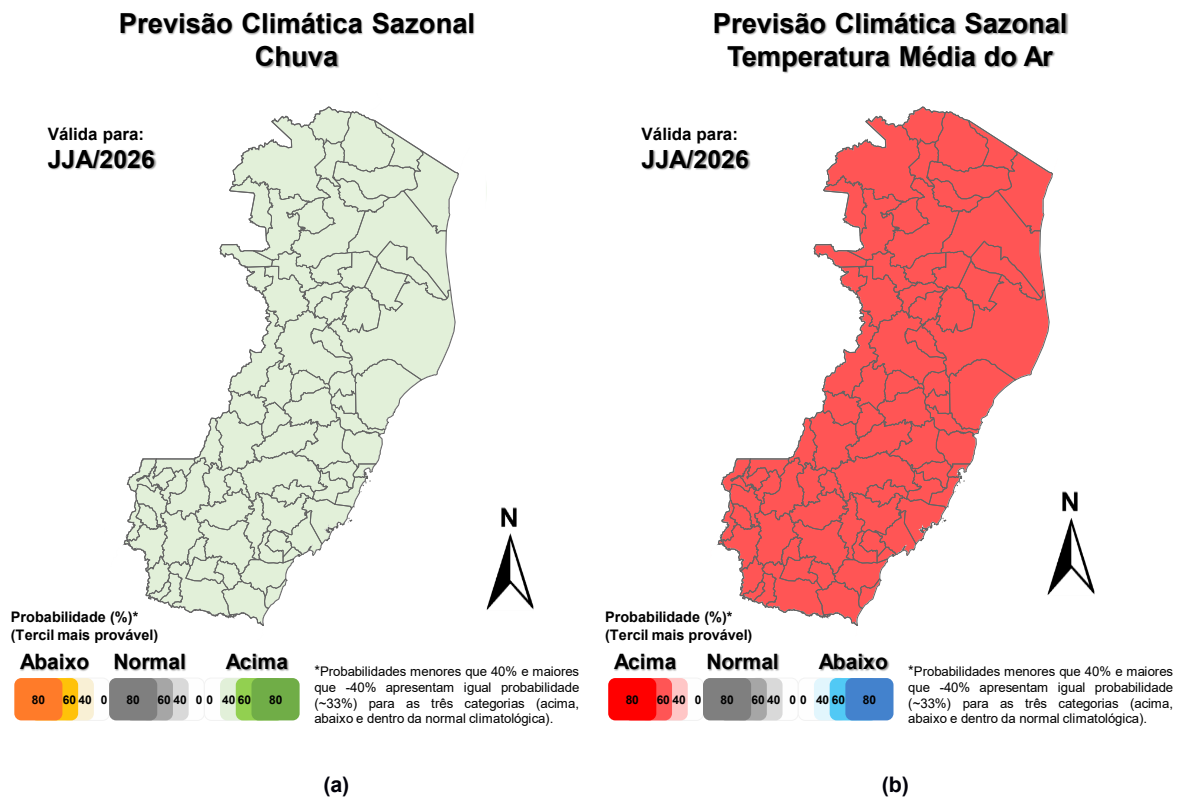 Previsão Climática Sazonal
Chuva
Válida para:
JJA/2026
N
Probabilidade (%)*
(Tercil mais provável)
Abaixo Normal Acima
80 60 40 0 80 60 40 0 0 40 60 80
*Probabilidades menores que 40% e maiores
que -40% apresentam igual probabilidade
(~33%) para as três categorias (acima,
abaixo e dentro da normal climatológica).
(a)
Previsão Climática Sazonal
Temperatura Média do Ar
Válida para:
JJA/2026
N
Probabilidade (%)*
(Tercil mais provável)
Acima Normal Abaixo
80 60 40 0 80 60 40 0 0 40 60 80
*Probabilidades menores que 40% e maiores
que -40% apresentam igual probabilidade
(~33%) para as três categorias (acima,
abaixo e dentro da normal climatológica).
(b)